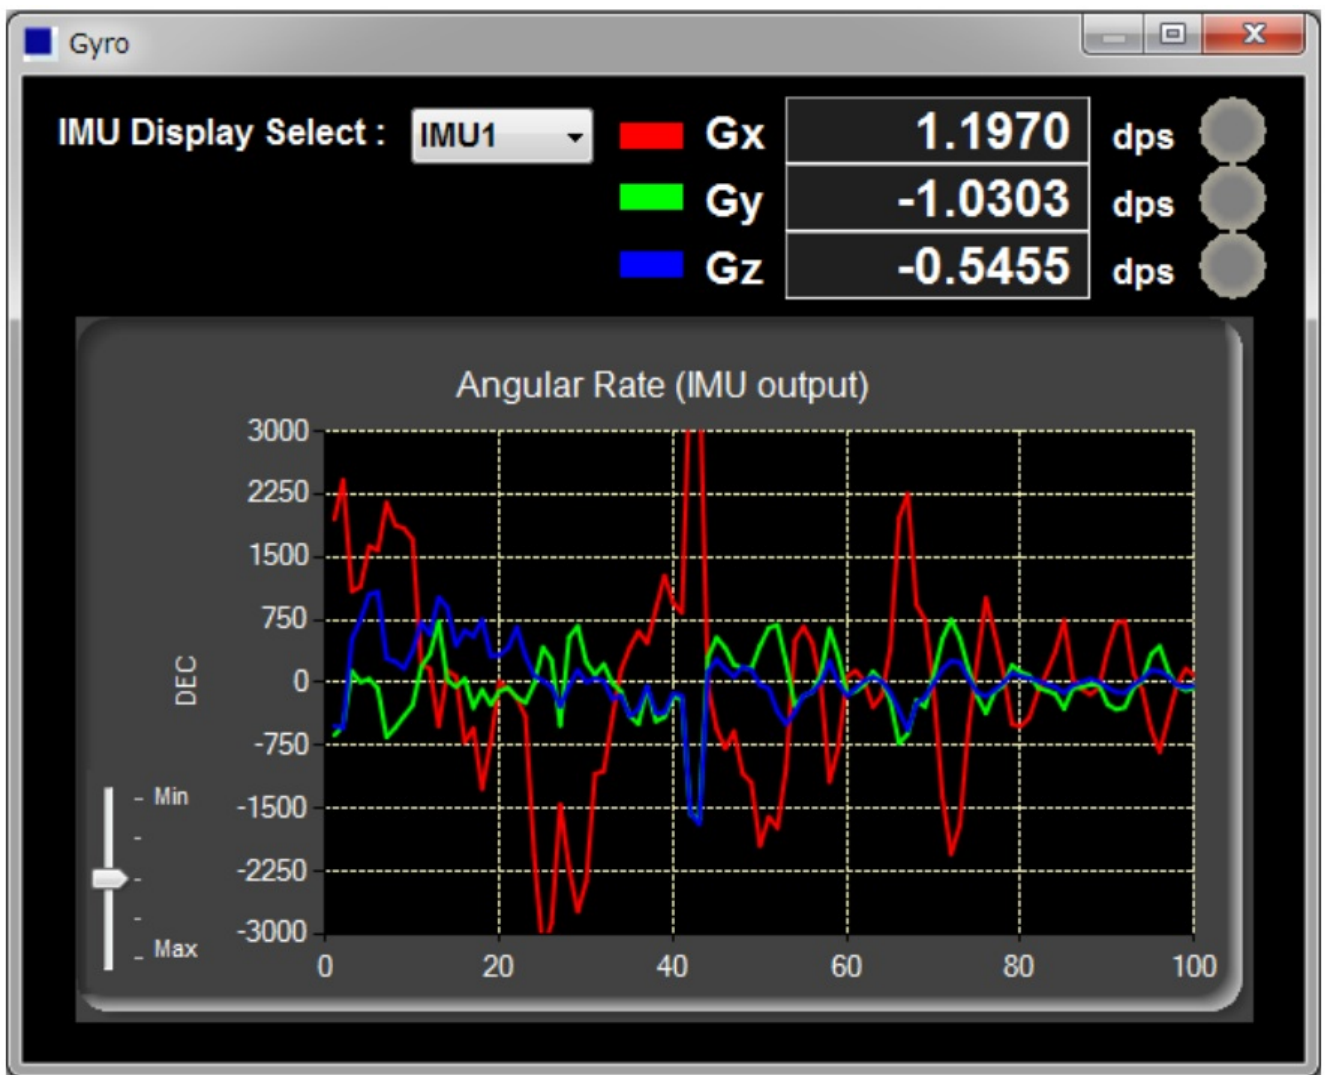 Gyro
IMU Display Select : IMU1 Gx 1.1970 dps
Gy -1.0303 dps
Gz -0.5455 dps
Angular Rate (IMU output)
3000
2250
1500
750
0
-750
-1500
-2250
-3000
DEC
Min
Max
0 20 40 60 80 100